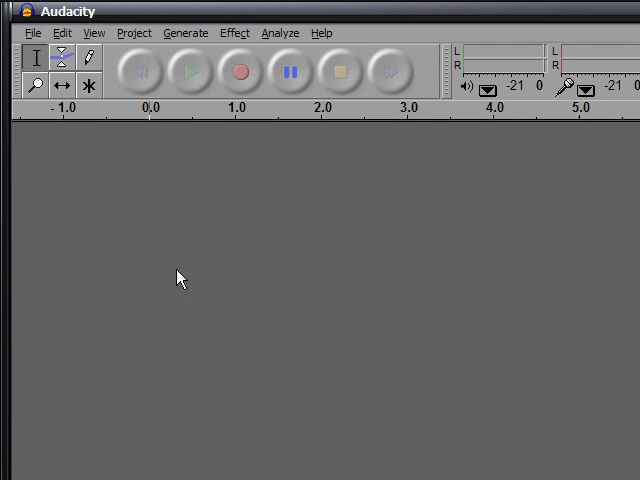 Audacity
File Edit View Project Generate Effect Analyze Help
L L
R R
-21 0 -21 0
- 1.0 0.0 1.0 2.0 3.0 4.0 5.0